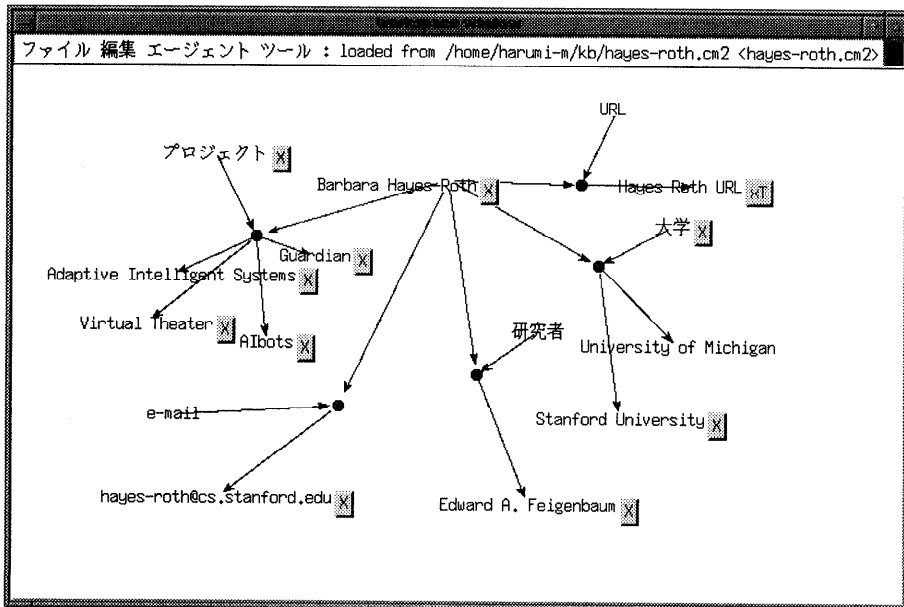 ファイル 編集 エージェント ツール : loaded from /home/harumi-m/kb/hayes-roth.cm2 <hayes-roth.cm2>
URL
プロジェクト X
Barbara Hayes-Roth X
Hayes Roth URL
大学 X
Guardian X
Adaptive Intelligent Systems X
Virtual Theater X
AIbots X
研究者
University of Michigan
e-mail
Stanford University X
hayes-roth@cs.stanford.edu X
Edward A. Feigenbaum X